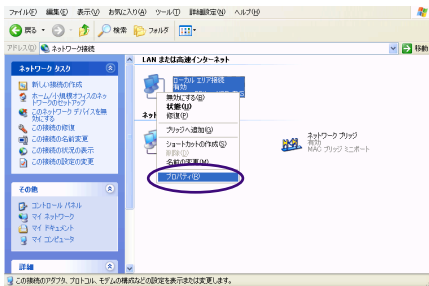 ファイル(F) 編集(E) 表示(V) お気に入り(A) ツール(T) 詳細設定(N) ヘルプ(H)
戻る 検索 フォルダ
アドレス(D) ネットワーク接続 移動
ネットワーク タスク
新しい接続の作成
ホーム/小規模オフィスのネットワークのセットアップ
このネットワーク デバイスを無効にする
この接続の修復
この接続の名前変更
この接続の状況の表示
この接続の設定の変更
その他
コントロール パネル
マイ ネットワーク
マイ ドキュメント
マイ コンピュータ
詳細
LAN または高速インターネット
ローカル エリア接続
有効
無効にする(B)
状態(U)
修復(P)
ブリッジへ追加(G)
ショートカットの作成(S)
削除(D)
名前の変更(M)
プロパティ(R)
ネットワーク ブリッジ
有効
MAC ブリッジ ミニポート
この接続のアダプタ、プロトコル、モデムの構成などの設定を表示または変更します。